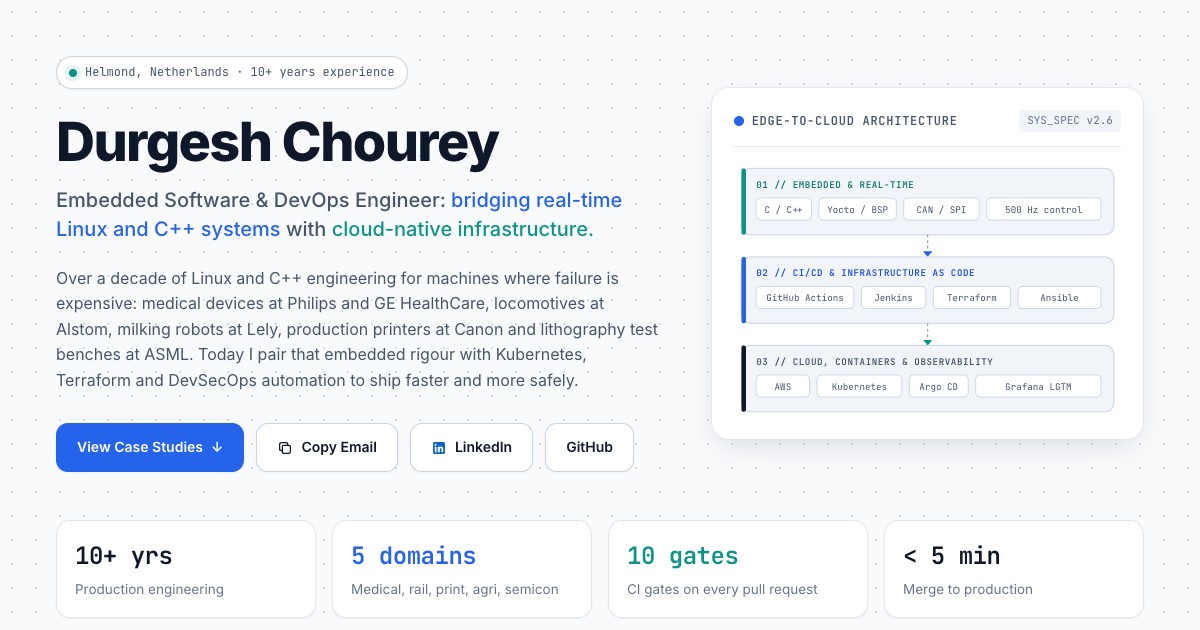 Helmond, Netherlands · 10+ years experience
Durgesh Chourey
Embedded Software & DevOps Engineer: bridging real-time
Linux and C++ systems with cloud-native infrastructure.
Over a decade of Linux and C++ engineering for machines where failure is
expensive: medical devices at Philips and GE HealthCare, locomotives at
Alstom, milking robots at Lely, production printers at Canon and lithography test
benches at ASML. Today I pair that embedded rigour with Kubernetes,
Terraform and DevSecOps automation to ship faster and more safely.
View Case Studies ↓
Copy Email
LinkedIn
GitHub
EDGE-TO-CLOUD ARCHITECTURE
SYS_SPEC v2.6
01 // EMBEDDED & REAL-TIME
C / C++
Yocto / BSP
CAN / SPI
500 Hz control
02 // CI/CD & INFRASTRUCTURE AS CODE
GitHub Actions
Jenkins
Terraform
Ansible
03 // CLOUD, CONTAINERS & OBSERVABILITY
AWS
Kubernetes
Argo CD
Grafana LGTM
10+ yrs
Production engineering
5 domains
Medical, rail, print, agri, semicon
10 gates
CI gates on every pull request
< 5 min
Merge to production